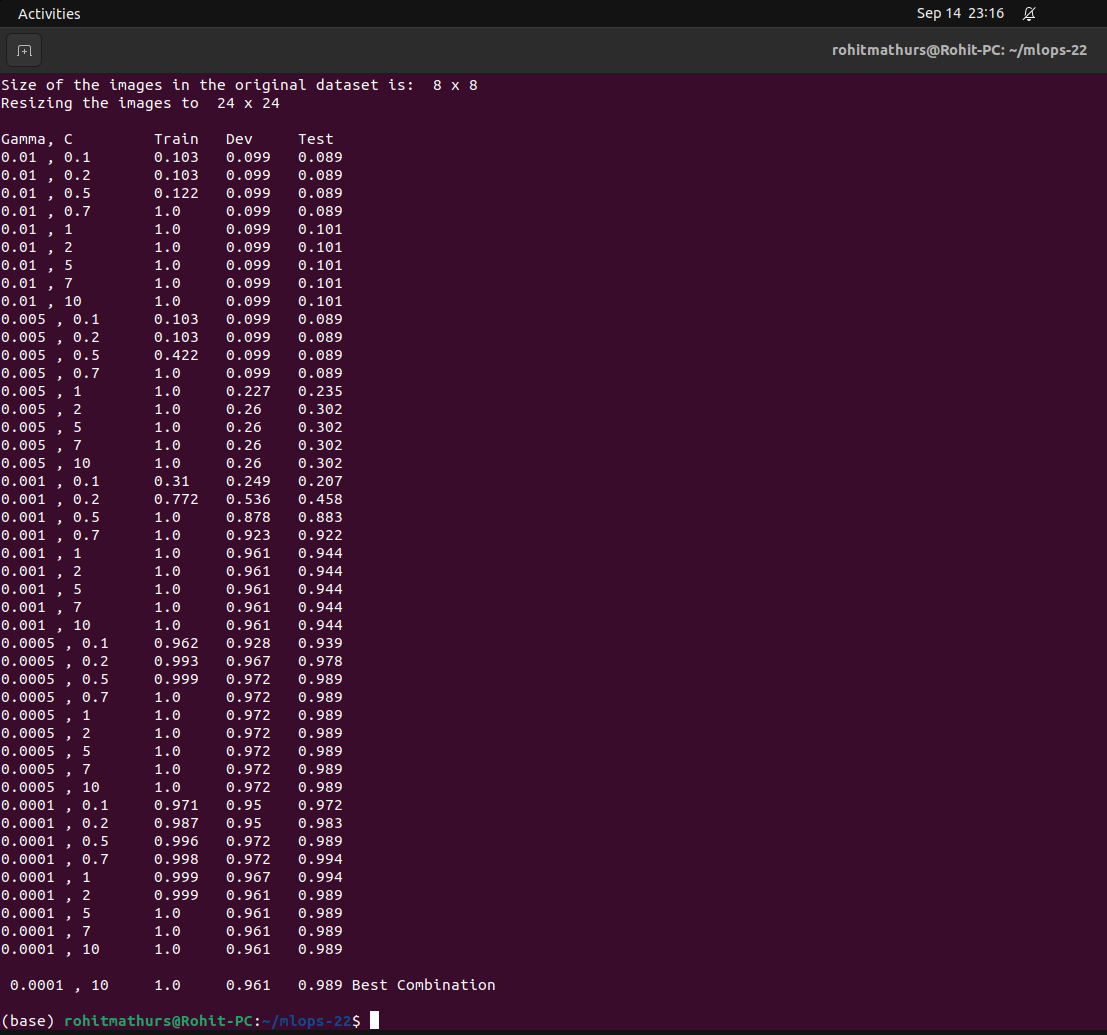 Activities
Sep 14 23:16
rohitmathurs@Rohit-PC: ~/mlops-22
Size of the images in the original dataset is:  8 x 8
Resizing the images to  24 x 24
Gamma, C         Train   Dev     Test
0.01 , 0.1       0.103   0.099   0.089
0.01 , 0.2       0.103   0.099   0.089
0.01 , 0.5       0.122   0.099   0.089
0.01 , 0.7       1.0     0.099   0.089
0.01 , 1         1.0     0.099   0.101
0.01 , 2         1.0     0.099   0.101
0.01 , 5         1.0     0.099   0.101
0.01 , 7         1.0     0.099   0.101
0.01 , 10        1.0     0.099   0.101
0.005 , 0.1      0.103   0.099   0.089
0.005 , 0.2      0.103   0.099   0.089
0.005 , 0.5      0.422   0.099   0.089
0.005 , 0.7      1.0     0.099   0.089
0.005 , 1        1.0     0.227   0.235
0.005 , 2        1.0     0.26    0.302
0.005 , 5        1.0     0.26    0.302
0.005 , 7        1.0     0.26    0.302
0.005 , 10       1.0     0.26    0.302
0.001 , 0.1      0.31    0.249   0.207
0.001 , 0.2      0.772   0.536   0.458
0.001 , 0.5      1.0     0.878   0.883
0.001 , 0.7      1.0     0.923   0.922
0.001 , 1        1.0     0.961   0.944
0.001 , 2        1.0     0.961   0.944
0.001 , 5        1.0     0.961   0.944
0.001 , 7        1.0     0.961   0.944
0.001 , 10       1.0     0.961   0.944
0.0005 , 0.1     0.962   0.928   0.939
0.0005 , 0.2     0.993   0.967   0.978
0.0005 , 0.5     0.999   0.972   0.989
0.0005 , 0.7     1.0     0.972   0.989
0.0005 , 1       1.0     0.972   0.989
0.0005 , 2       1.0     0.972   0.989
0.0005 , 5       1.0     0.972   0.989
0.0005 , 7       1.0     0.972   0.989
0.0005 , 10      1.0     0.972   0.989
0.0001 , 0.1     0.971   0.95    0.972
0.0001 , 0.2     0.987   0.95    0.983
0.0001 , 0.5     0.996   0.972   0.989
0.0001 , 0.7     0.998   0.972   0.994
0.0001 , 1       0.999   0.967   0.994
0.0001 , 2       0.999   0.961   0.989
0.0001 , 5       1.0     0.961   0.989
0.0001 , 7       1.0     0.961   0.989
0.0001 , 10      1.0     0.961   0.989
0.0001 , 10     1.0     0.961   0.989 Best Combination
(base) rohitmathurs@Rohit-PC:~/mlops-22$